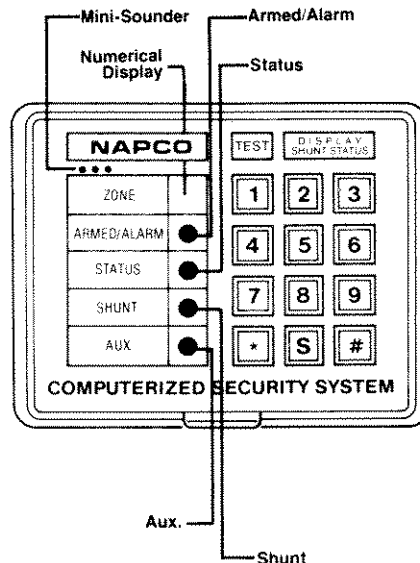 Mini-Sounder
Armed/Alarm
Numerical
Display
Status
NAPCO
TEST
DISPLAY
SHUNT STATUS
ZONE
ARMED/ALARM
STATUS
SHUNT
AUX
1 2 3
4 5 6
7 8 9
* S #
COMPUTERIZED SECURITY SYSTEM
Aux.
Shunt